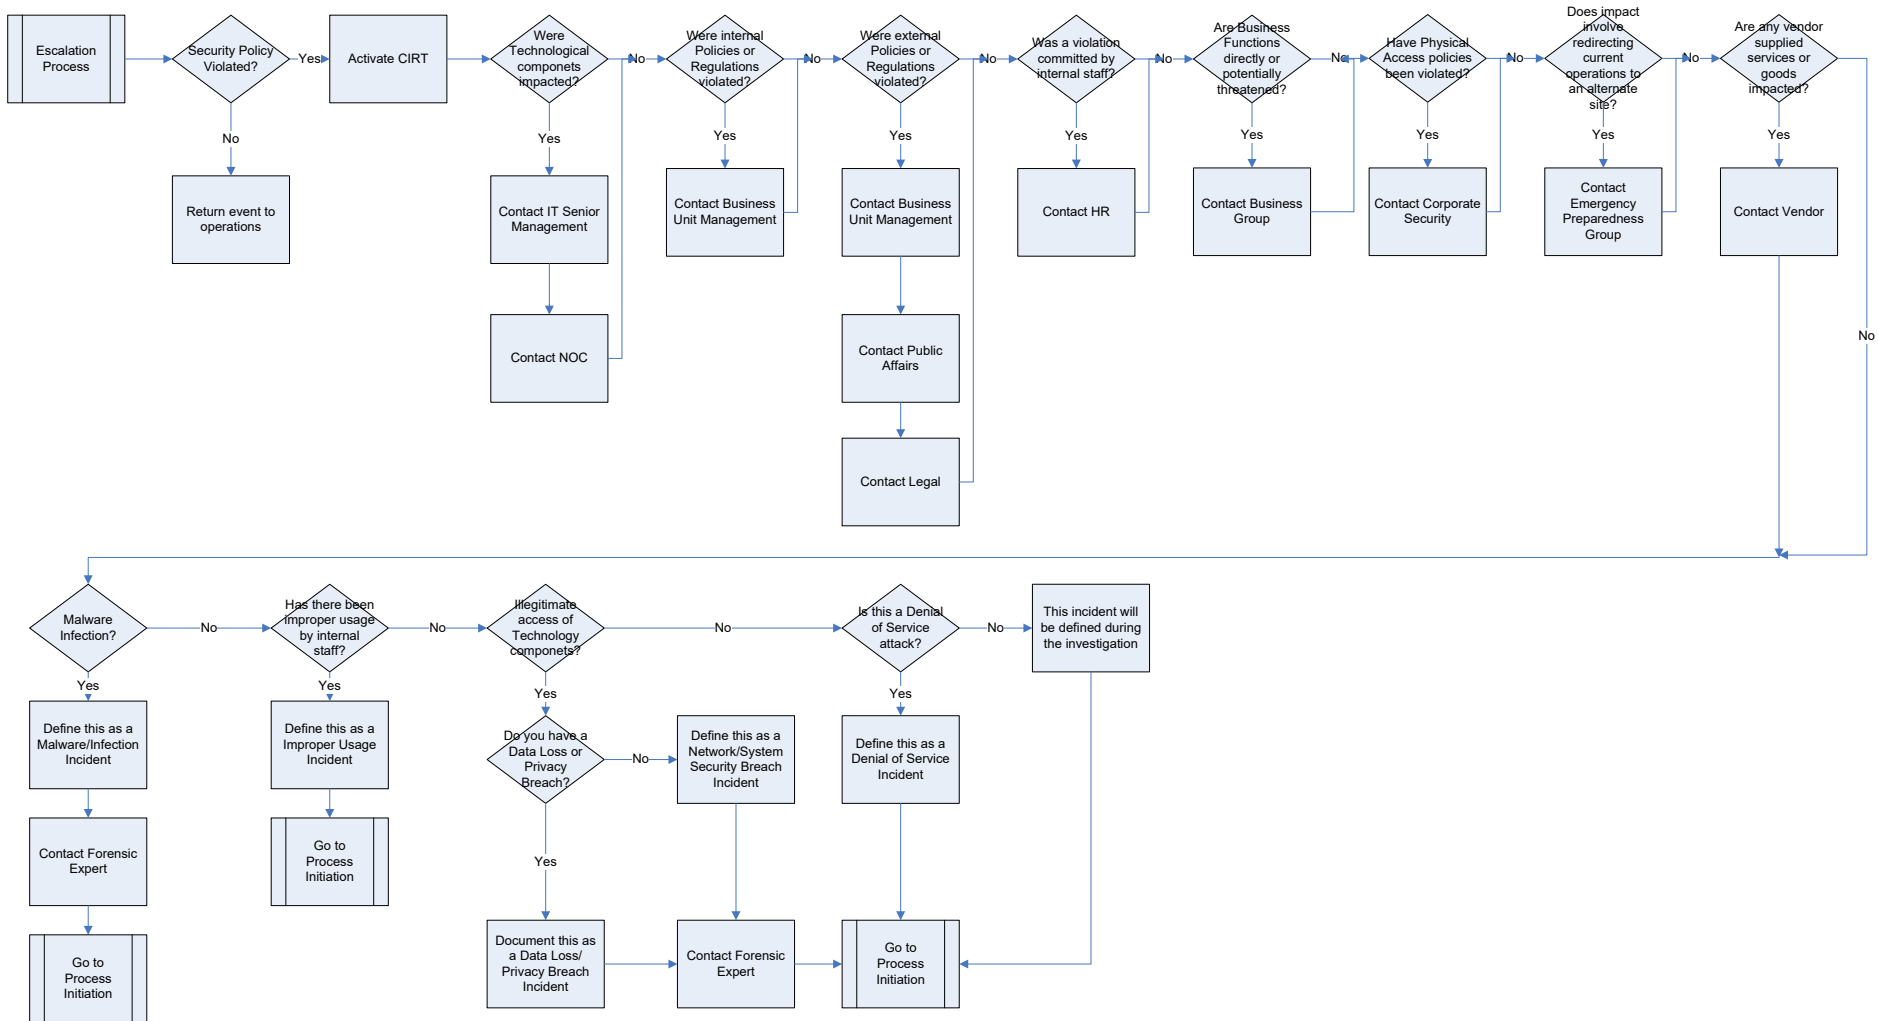 Escalation
Process
Security Policy
Violated?
Yes
No
Return event to
operations
Activate CIRT
Were
Technological
componets
impacted?
No
Yes
Contact IT Senior
Management
Contact NOC
Were internal
Policies or
Regulations
violated?
No
Yes
Contact Business
Unit Management
Were external
Policies or
Regulations
violated?
No
Yes
Contact Business
Unit Management
Contact Public
Affairs
Contact Legal
Was a violation
committed by
internal staff?
No
Yes
Contact HR
Are Business
Functions
directly or
potentially
threatened?
No
Yes
Contact Business
Group
Have Physical
Access policies
been violated?
No
Yes
Contact Corporate
Security
Does impact
involve
redirecting
current
operations to
an alternate
site?
No
Yes
Contact
Emergency
Preparedness
Group
Are any vendor
supplied
services or
goods
impacted?
Yes
Contact Vendor
No
Malware
Infection?
No
Yes
Define this as a
Malware/Infection
Incident
Contact Forensic
Expert
Go to
Process
Initiation
Has there been
improper usage
by internal
staff?
No
Yes
Define this as a
Improper Usage
Incident
Go to
Process
Initiation
Illegitimate
access of
Technology
componets?
No
Yes
Do you have a
Data Loss or
Privacy
Breach?
No
Yes
Define this as a
Network/System
Security Breach
Incident
Document this as
a Data Loss/
Privacy Breach
Incident
Contact Forensic
Expert
Is this a Denial
of Service
attack?
No
Yes
Define this as a
Denial of Service
Incident
Go to
Process
Initiation
This incident will
be defined during
the investigation